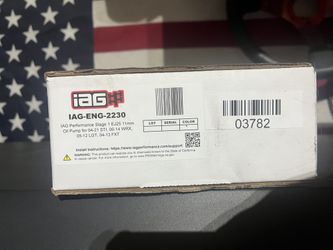 iag
IAG-ENG-2230
IAG Performance Stage 1 EJ25 11mm
Oil Pump for 04-21 STI, 06-14 WRX,
05-12 LGT, 04-13 FXT
LOT SERIAL COLOR
03782
Install Instructions: https://www.iagperformance.com/support
WARNING: